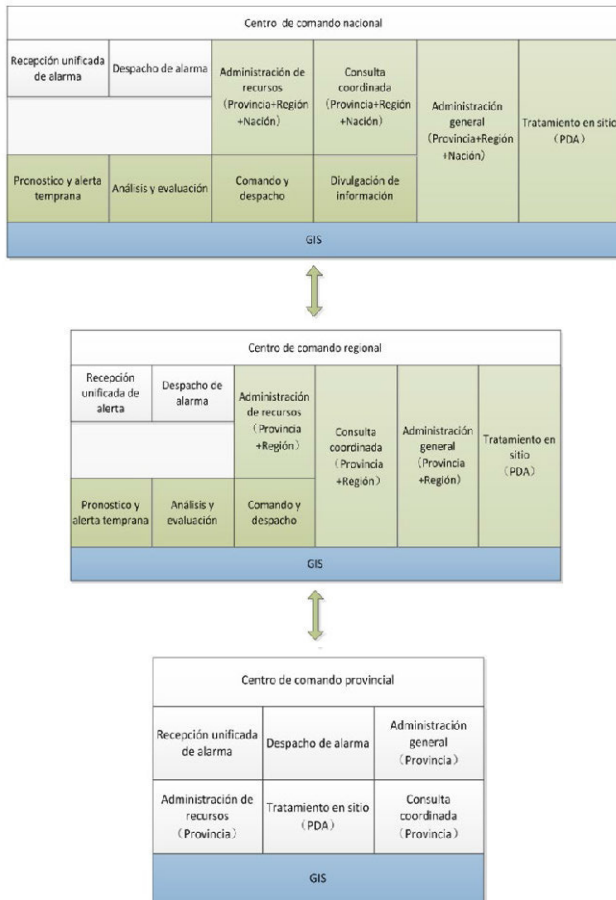 Centro de comando nacional
Recepción unificada
de alarma
Despacho de alarma
Administración de
recursos
(Provincia+Región
+Nación)
Consulta
coordinada
(Provincia+Región
+Nación)
Administración
general
(Provincia+Región
+Nación)
Tratamiento en sitio
(PDA)
Pronostico y alerta
temprana
Análisis y evaluación
Comando y
despacho
Divulgación de
información
GIS
Centro de comando regional
Recepción
unificada de
alerta
Despacho de
alarma
Administración
de recursos
(Provincia
+Región)
Consulta
coordinada
(Provincia
+Región)
Administración
general
(Provincia
+Región)
Tratamiento en
sitio
(PDA)
Pronostico y
alerta temprana
Análisis y
evaluación
Comando y
despacho
GIS
Centro de comando provincial
Recepción unificada
de alarma
Despacho de alarma
Administración
general
(Provincia)
Administración de
recursos
(Provincia)
Tratamiento en sitio
(PDA)
Consulta
coordinada
(Provincia)
GIS